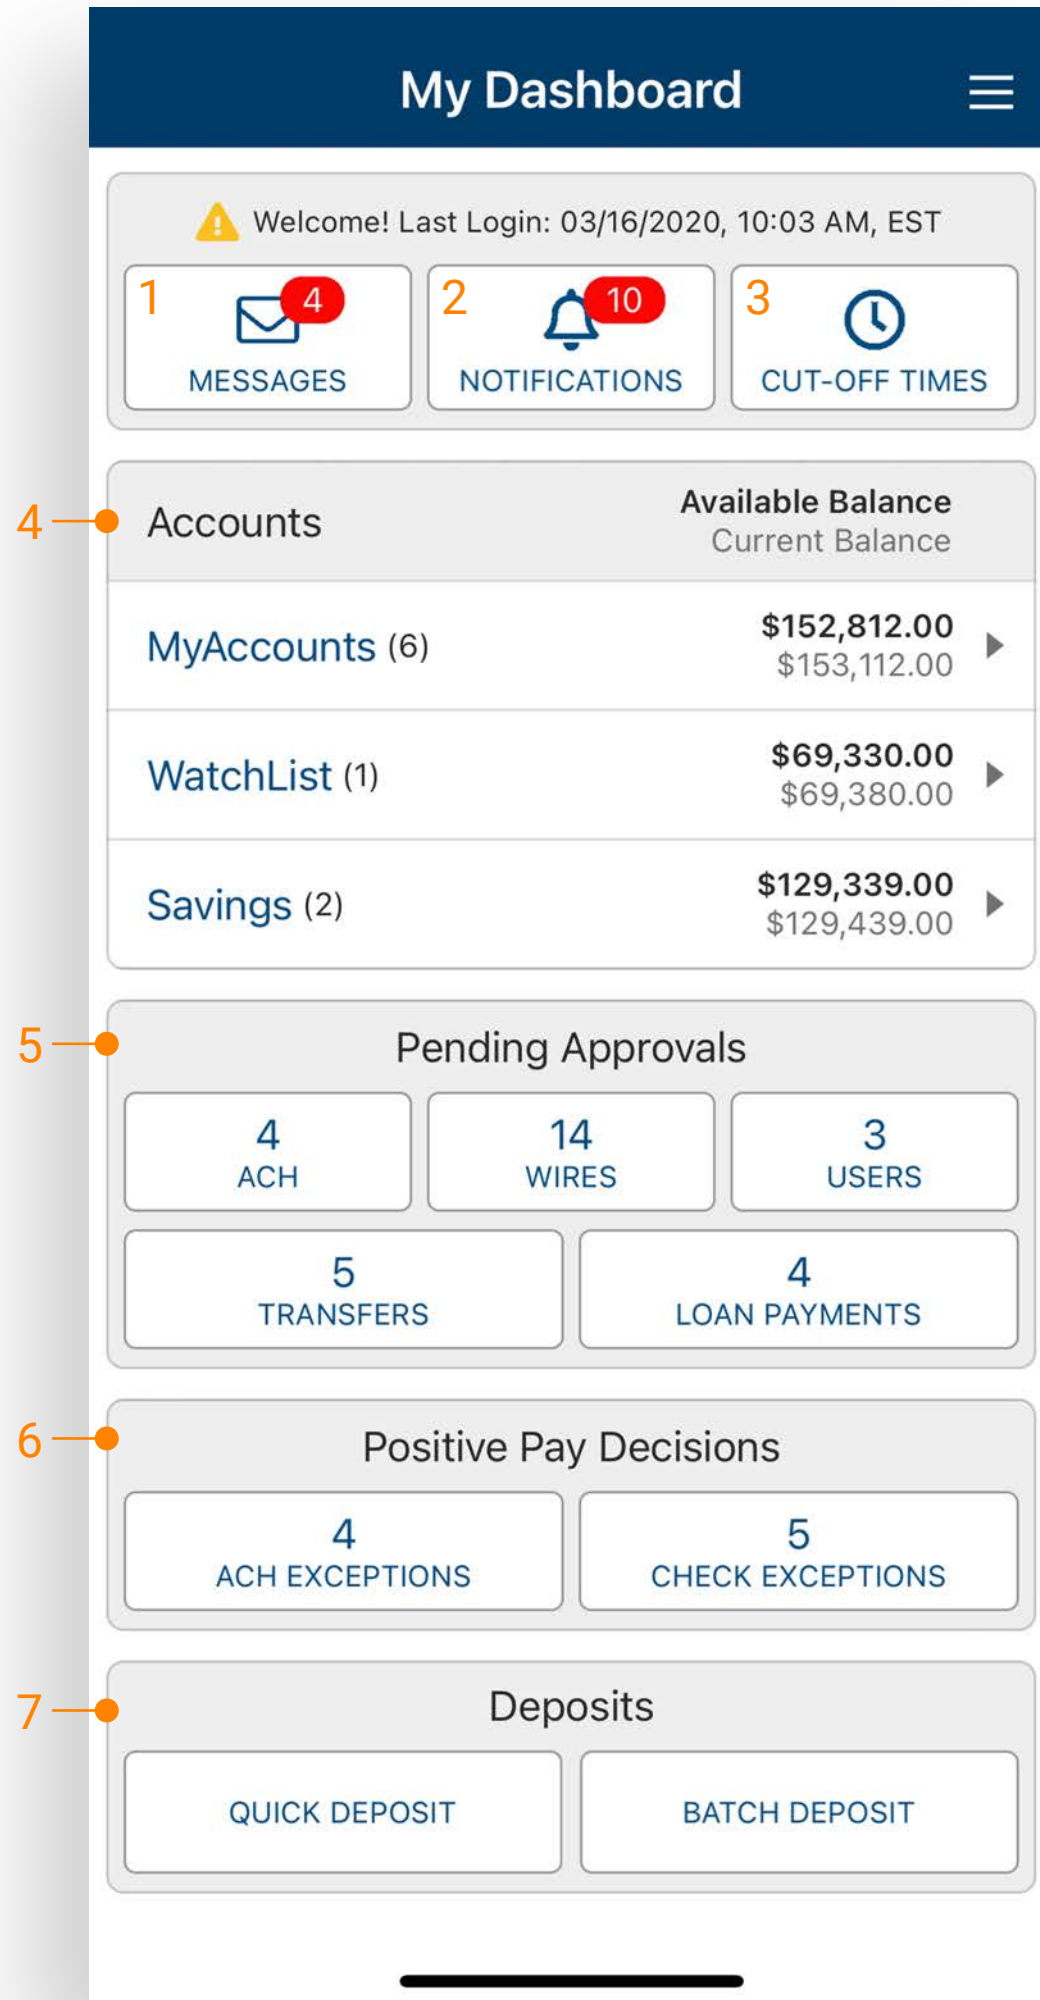 My Dashboard
Welcome! Last Login: 03/16/2020, 10:03 AM, EST
1 4 2 10 3
MESSAGES NOTIFICATIONS CUT-OFF TIMES
4 Accounts Available Balance
Current Balance
MyAccounts (6) $152,812.00
$153,112.00
WatchList (1) $69,330.00
$69,380.00
Savings (2) $129,339.00
$129,439.00
5 Pending Approvals
4 14 3
ACH WIRES USERS
5 4
TRANSFERS LOAN PAYMENTS
6 Positive Pay Decisions
4 5
ACH EXCEPTIONS CHECK EXCEPTIONS
7 Deposits
QUICK DEPOSIT BATCH DEPOSIT